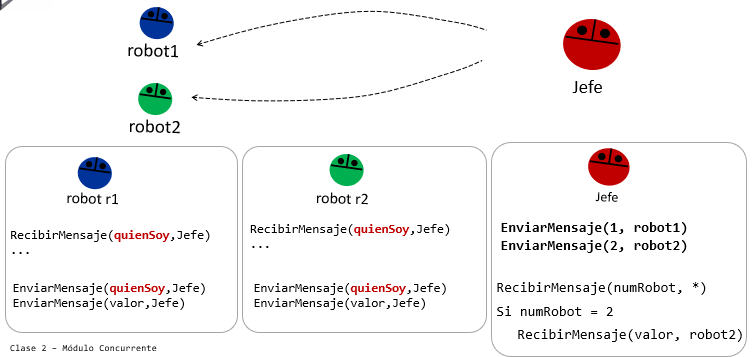 robot1
Jefe
robot2
robot r1
RecibirMensaje(quienSoy,Jefe)
...
EnviarMensaje(quienSoy,Jefe)
EnviarMensaje(valor,Jefe)
robot r2
RecibirMensaje(quienSoy,Jefe)
...
EnviarMensaje(quienSoy,Jefe)
EnviarMensaje(valor,Jefe)
Jefe
EnviarMensaje(1, robot1)
EnviarMensaje(2, robot2)
RecibirMensaje(numRobot, *)
Si numRobot = 2
RecibirMensaje(valor, robot2)
Clase 2 – Módulo Concurrente